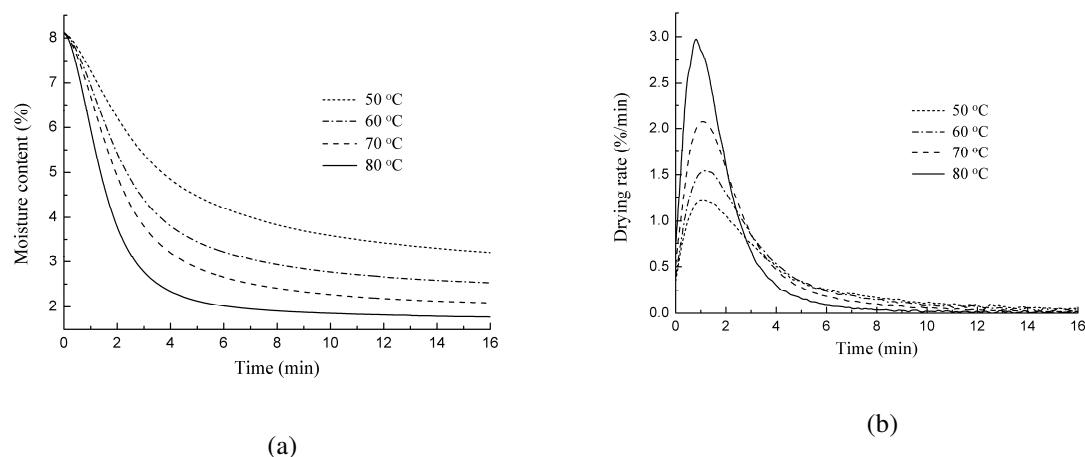 8
7
6
5
4
3
2
Moisture content (%)
50 °C
60 °C
70 °C
80 °C
0 2 4 6 8 10 12 14 16
Time (min)
(a)
3.0
2.5
2.0
1.5
1.0
0.5
0.0
Drying rate (%/min)
50 °C
60 °C
70 °C
80 °C
0 2 4 6 8 10 12 14 16
Time (min)
(b)